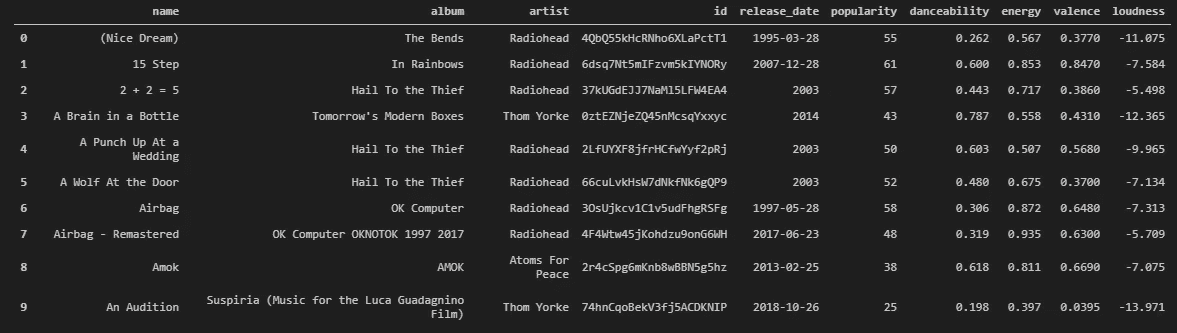 name album artist id release_date popularity danceability energy valence loudness
0 (Nice Dream) The Bends Radiohead 4QbQ55kHcRNho6XLaPctT1 1995-03-28 55 0.262 0.567 0.3770 -11.075
1 15 Step In Rainbows Radiohead 6dsq7Nt5mIFzvm5kIYNORy 2007-12-28 61 0.600 0.853 0.8470 -7.584
2 2 + 2 = 5 Hail To the Thief Radiohead 37kUGdEJJ7NaMl5LFW4EA4 2003 57 0.443 0.717 0.3860 -5.498
3 A Brain in a Bottle Tomorrow's Modern Boxes Thom Yorke 0ztEZNjeZQ45nMcsqYxxyc 2014 43 0.787 0.558 0.4310 -12.365
4 A Punch Up At a
Wedding Hail To the Thief Radiohead 2LfUYXF8jfrHCfwYyf2pRj 2003 50 0.603 0.507 0.5680 -9.965
5 A Wolf At the Door Hail To the Thief Radiohead 66cuLvkHsW7dNkfNk6gQP9 2003 52 0.480 0.675 0.3700 -7.134
6 Airbag OK Computer Radiohead 3OsUjkcv1C1v5udFhgRSFg 1997-05-28 58 0.306 0.872 0.6480 -7.313
7 Airbag - Remastered OK Computer OKNOTOK 1997 2017 Radiohead 4F4Wtw45jKohdzu9onG6WH 2017-06-23 48 0.319 0.935 0.6300 -5.709
8 Amok AMOK Atoms For
Peace 2r4cSpg6mKnb8wBBN5g5hz 2013-02-25 38 0.618 0.811 0.6690 -7.075
9 An Audition Suspiria (Music for the Luca Guadagnino
Film) Thom Yorke 74hnCqoBekV3fj5ACDKNIP 2018-10-26 25 0.198 0.397 0.0395 -13.971